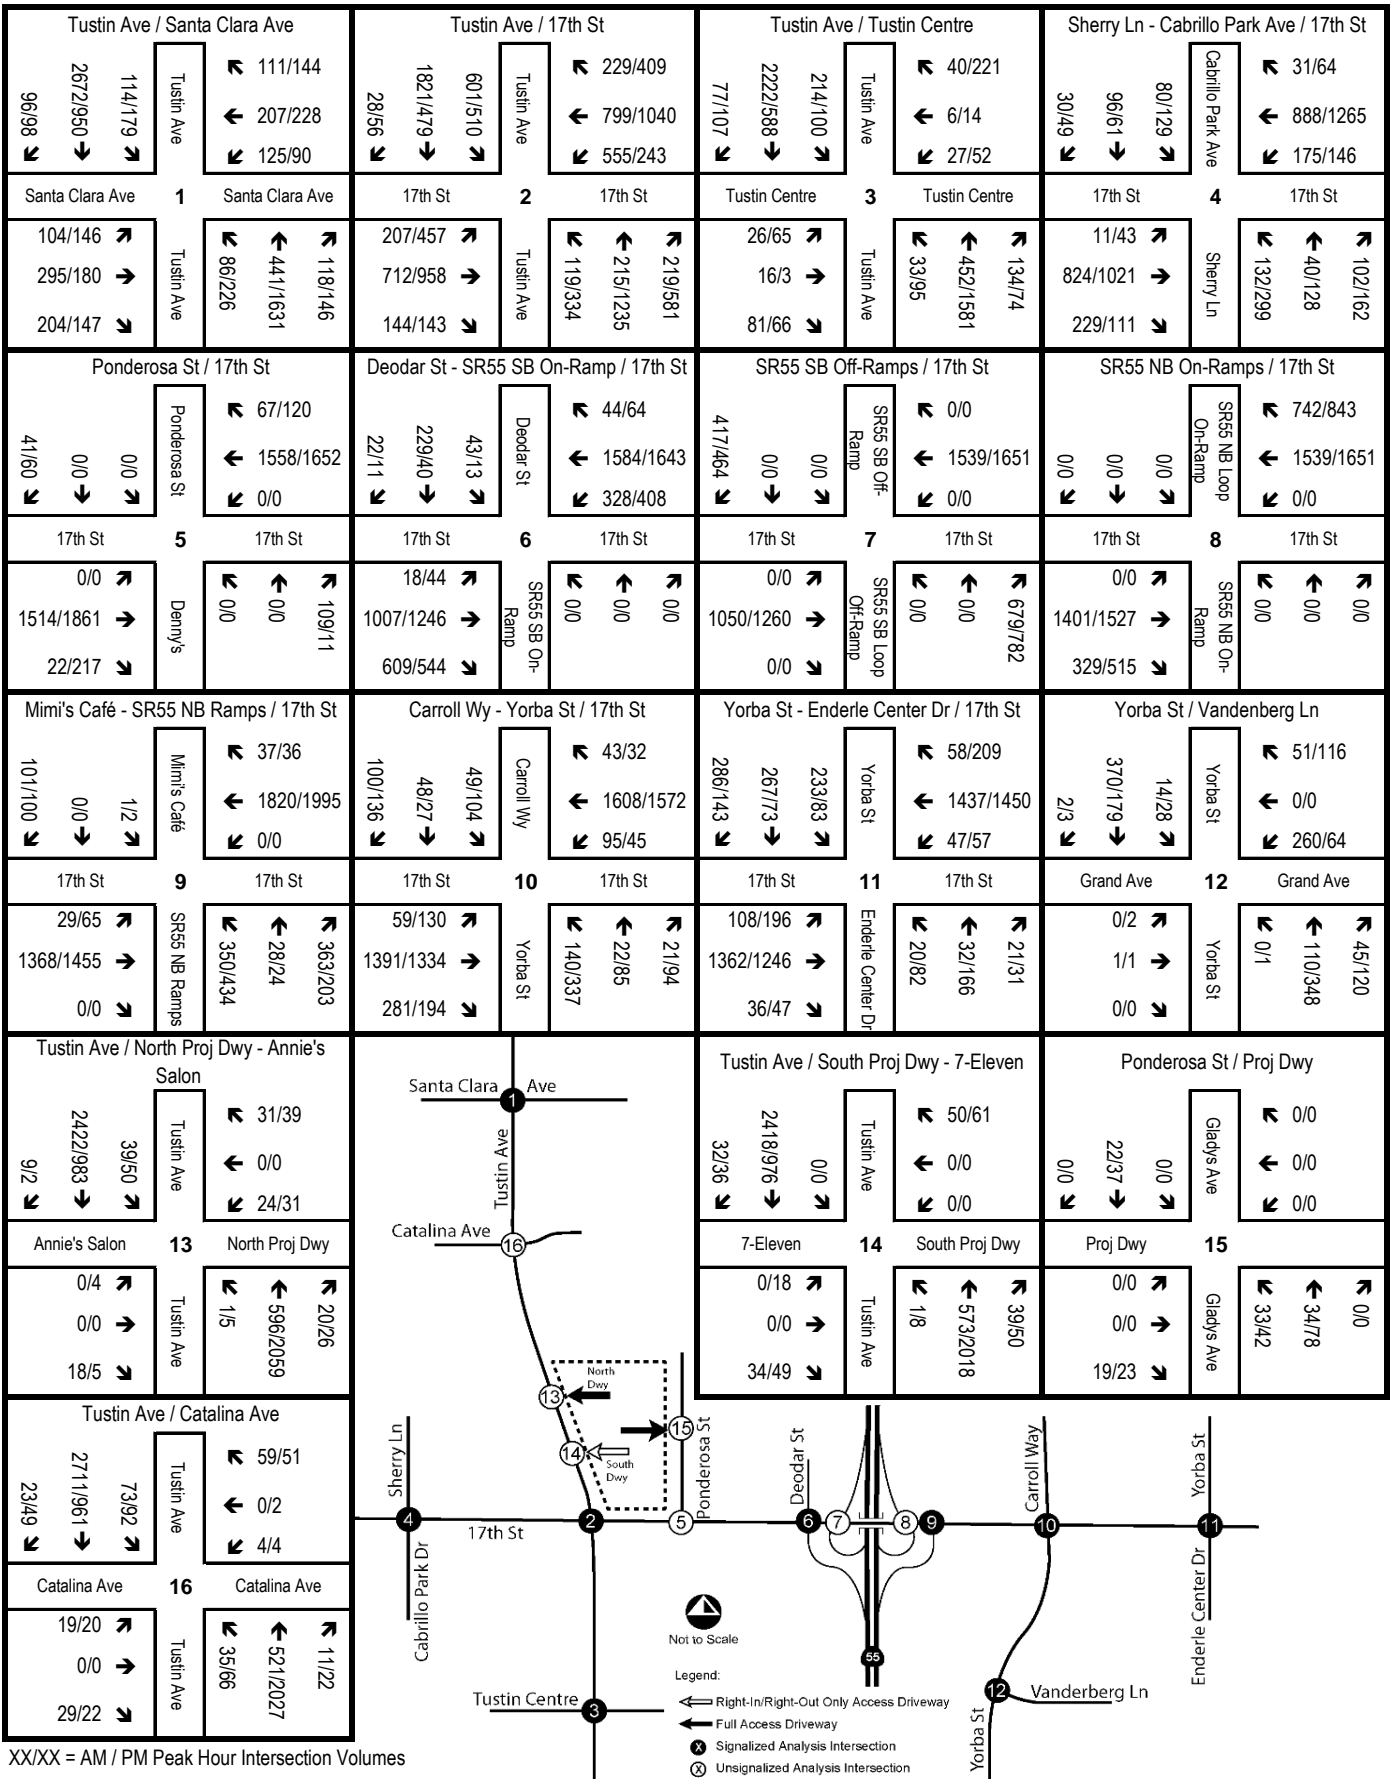 Tustin Ave / Santa Clara Ave
96/98
2672/950
114/179
Tustin Ave
111/144
207/228
125/90
Santa Clara Ave 1 Santa Clara Ave
104/146
295/180
204/147
Tustin Ave
86/226
441/1631
118/146
Tustin Ave / 17th St
28/56
1821/479
601/510
Tustin Ave
229/409
799/1040
555/243
17th St 2 17th St
207/457
712/958
144/143
Tustin Ave
119/334
215/1235
219/581
Tustin Ave / Tustin Centre
77/107
2222/588
214/100
Tustin Ave
40/221
6/14
27/52
Tustin Centre 3 Tustin Centre
26/65
16/3
81/66
Tustin Ave
33/95
452/1581
134/74
Sherry Ln - Cabrillo Park Ave / 17th St
30/49
96/61
80/129
Cabrillo Park Ave
31/64
888/1265
175/146
17th St 4 17th St
11/43
824/1021
229/111
Sherry Ln
132/299
40/128
102/162
Ponderosa St / 17th St
41/60
0/0
0/0
Ponderosa St
67/120
1558/1652
0/0
17th St 5 17th St
0/0
1514/1861
22/217
Denny's
0/0
0/0
109/11
Deodar St - SR55 SB On-Ramp / 17th St
22/11
229/40
43/13
Deodar St
44/64
1584/1643
328/408
17th St 6 17th St
18/44
1007/1246
609/544
SR55 SB On-
Ramp
0/0
0/0
0/0
SR55 SB Off-Ramps / 17th St
417/464
0/0
0/0
SR55 SB Off-
Ramp
0/0
1539/1651
0/0
17th St 7 17th St
0/0
1050/1260
0/0
SR55 SB Loop
Off-Ramp
0/0
0/0
679/782
SR55 NB On-Ramps / 17th St
0/0
0/0
0/0
SR55 NB Loop
On-Ramp
742/843
1539/1651
0/0
17th St 8 17th St
0/0
1401/1527
329/515
SR55 NB On-
Ramp
0/0
0/0
0/0
Mimi's Café - SR55 NB Ramps / 17th St
101/100
0/0
1/2
Mimi's Café
37/36
1820/1995
0/0
17th St 9 17th St
29/65
1368/1455
0/0
SR55 NB Ramps
350/434
28/24
363/203
Carroll Wy - Yorba St / 17th St
100/136
48/27
49/104
Carroll Wy
43/32
1608/1572
95/45
17th St 10 17th St
59/130
1391/1334
281/194
Yorba St
140/337
22/85
21/94
Yorba St - Enderle Center Dr / 17th St
286/143
267/73
233/83
Yorba St
58/209
1437/1450
47/57
17th St 11 17th St
108/196
1362/1246
36/47
Enderle Center Dr
20/82
32/166
21/31
Yorba St / Vandenberg Ln
2/3
370/179
14/28
Yorba St
51/116
0/0
260/64
Grand Ave 12 Grand Ave
0/2
1/1
0/0
Yorba St
0/1
110/348
45/120
Tustin Ave / North Proj Dwy - Annie's
Salon
9/2
2422/983
39/50
Tustin Ave
31/39
0/0
24/31
Annie's Salon 13 North Proj Dwy
0/4
0/0
18/5
Tustin Ave
1/5
596/2059
20/26
Tustin Ave / South Proj Dwy - 7-Eleven
32/36
2418/976
0/0
Tustin Ave
50/61
0/0
0/0
7-Eleven 14 South Proj Dwy
0/18
0/0
34/49
Tustin Ave
1/8
573/2018
39/50
Ponderosa St / Proj Dwy
0/0
22/37
0/0
Gladys Ave
0/0
0/0
0/0
Proj Dwy 15
0/0
0/0
19/23
Gladys Ave
33/42
34/78
0/0
Tustin Ave / Catalina Ave
23/49
2711/961
73/92
Tustin Ave
59/51
0/2
4/4
Catalina Ave 16 Catalina Ave
19/20
0/0
29/22
Tustin Ave
35/66
521/2027
11/22
Santa Clara Ave
1
Tustin Ave
Catalina Ave
16
North
Dwy
13
15
14
South
Dwy
Ponderosa St
Sherry Ln
Deodar St
Carroll Way
Yorba St
4
2
5
6
7
8
9
10
11
17th St
Cabrillo Park Dr
Enderle Center Dr
Not to Scale
55
Tustin Centre
3
12
Vanderberg Ln
Yorba St
Legend:
Right-In/Right-Out Only Access Driveway
Full Access Driveway
X Signalized Analysis Intersection
X Unsignalized Analysis Intersection
XX/XX = AM / PM Peak Hour Intersection Volumes